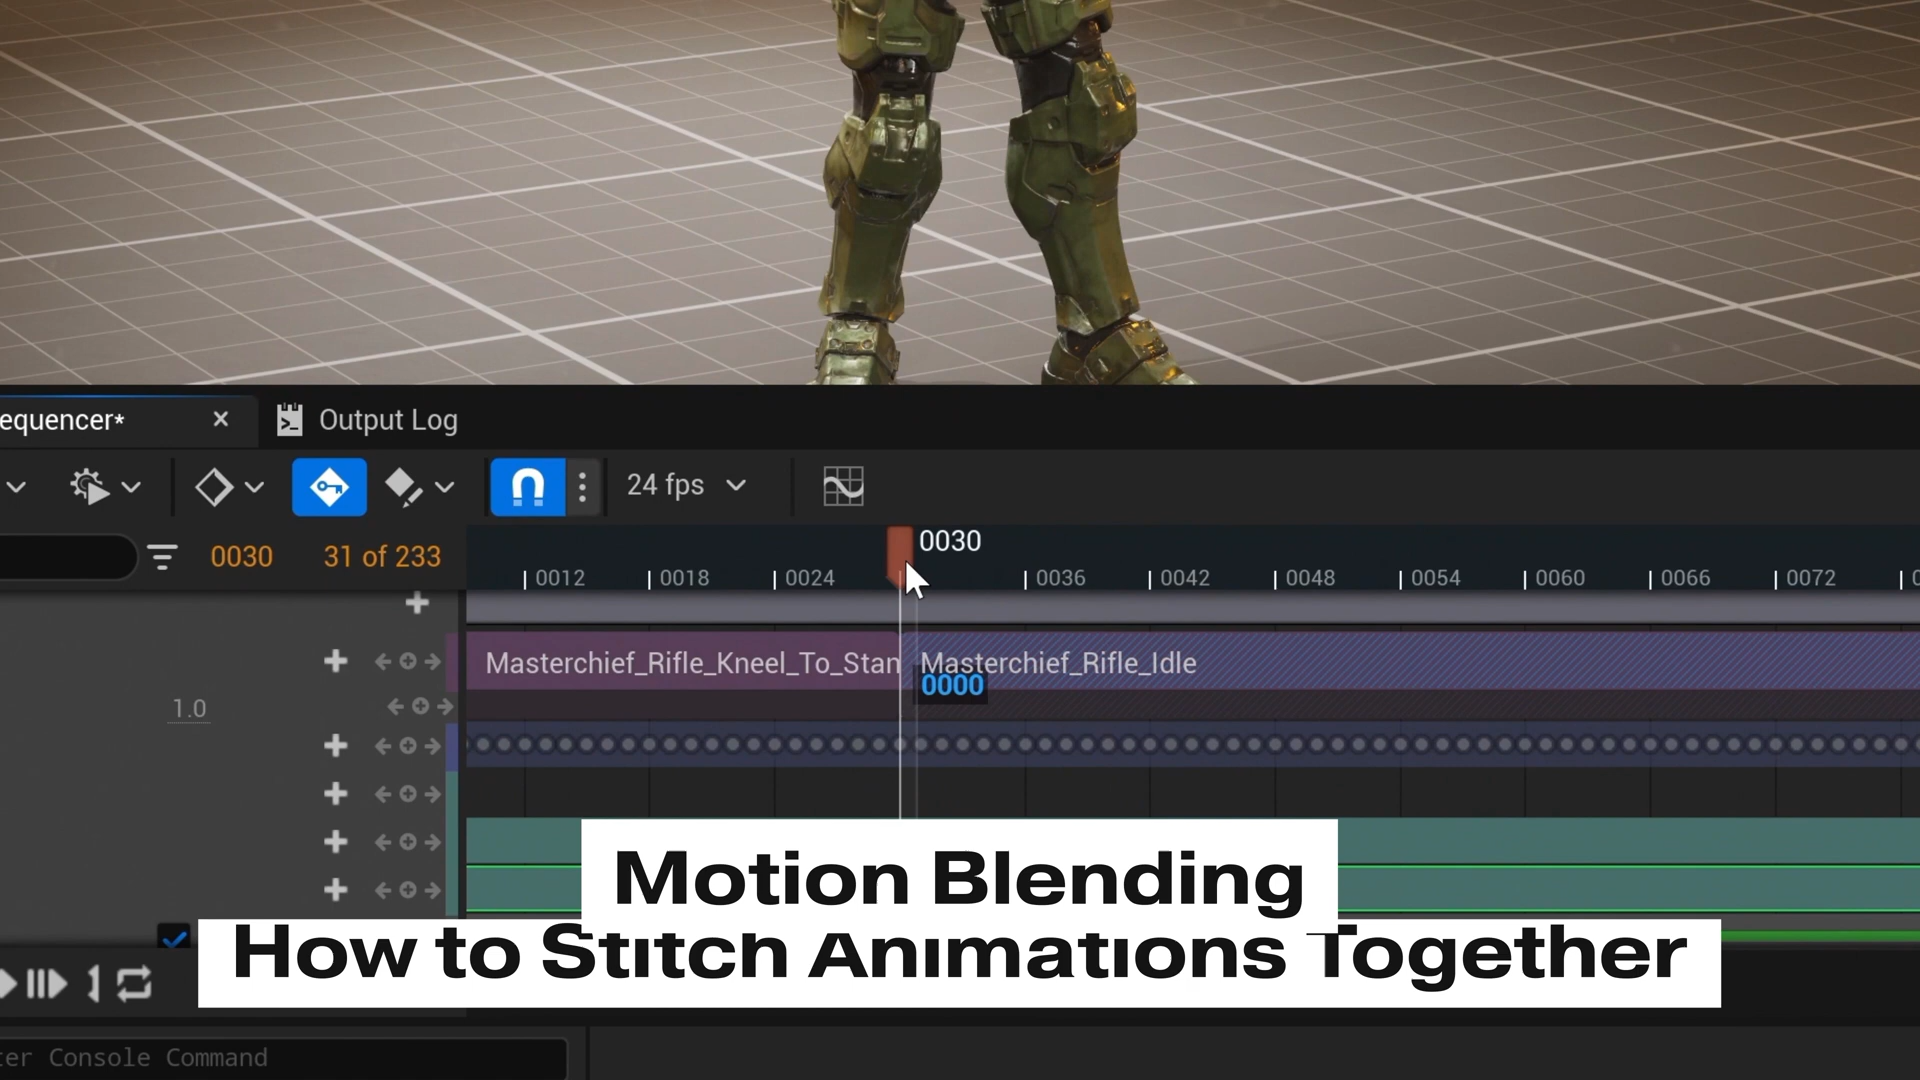 equencer*
Output Log
24 fps
0030
31 of 233
0030
0012
0018
0024
0036
0042
0048
0054
0060
0066
0072
Masterchief_Rifle_Kneel_To_Stan
Masterchief_Rifle_Idle
0000
1.0
Motion Blending
How to Stitch Animations Together
ter Console Command